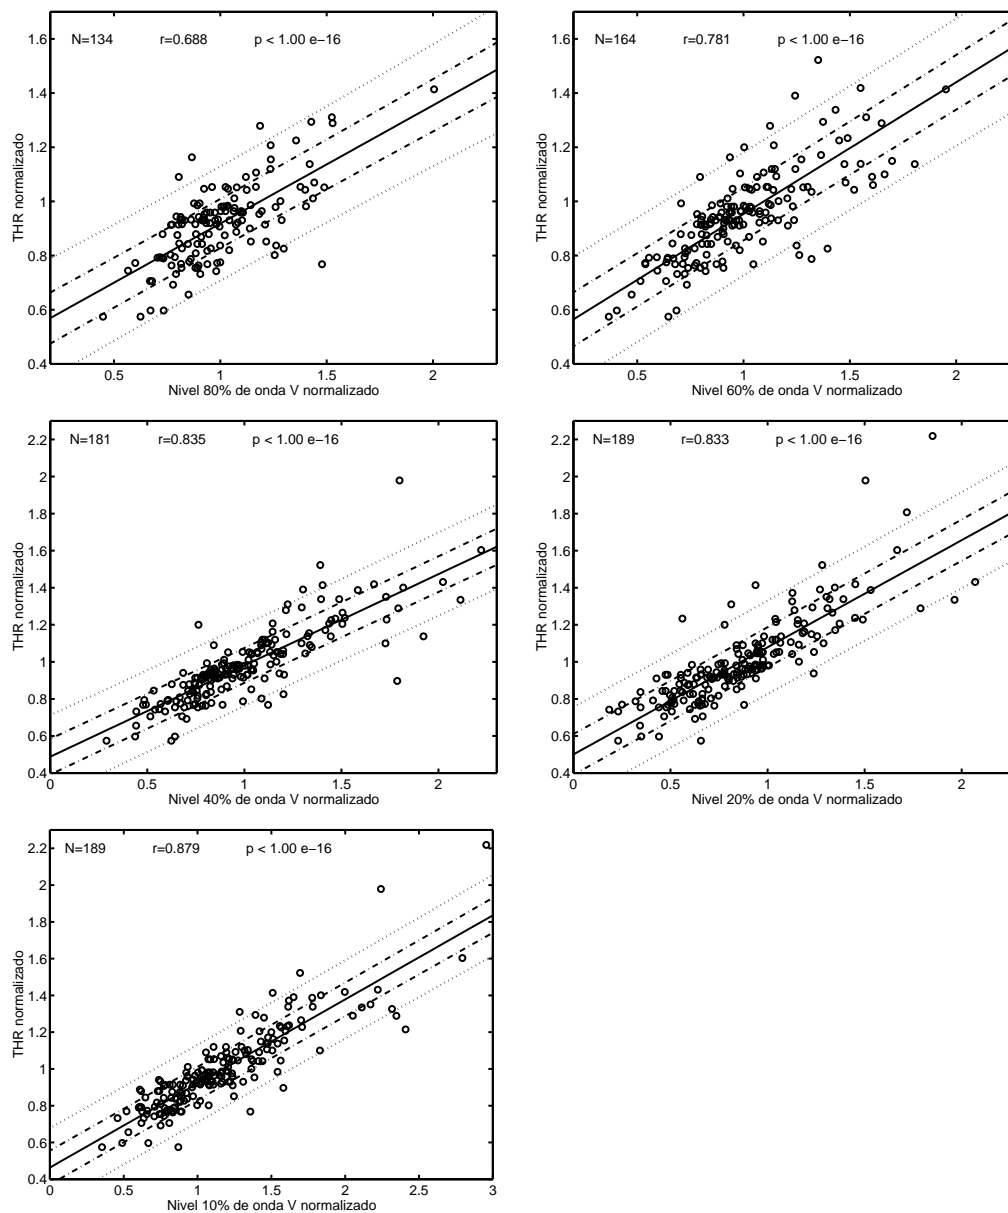 N=134 r=0.688 p < 1.00 e−16
1.6
1.4
1.2
1
0.8
0.6
0.4
THR normalizado
0.5 1 1.5 2
Nivel 80% de onda V normalizado
N=164 r=0.781 p < 1.00 e−16
1.6
1.4
1.2
1
0.8
0.6
0.4
THR normalizado
0.5 1 1.5 2
Nivel 60% de onda V normalizado
N=181 r=0.835 p < 1.00 e−16
2.2
2
1.8
1.6
1.4
1.2
1
0.8
0.6
0.4
THR normalizado
0 0.5 1 1.5 2
Nivel 40% de onda V normalizado
N=189 r=0.833 p < 1.00 e−16
2.2
2
1.8
1.6
1.4
1.2
1
0.8
0.6
0.4
THR normalizado
0 0.5 1 1.5 2
Nivel 20% de onda V normalizado
N=189 r=0.879 p < 1.00 e−16
2.2
2
1.8
1.6
1.4
1.2
1
0.8
0.6
0.4
THR normalizado
0 0.5 1 1.5 2 2.5 3
Nivel 10% de onda V normalizado